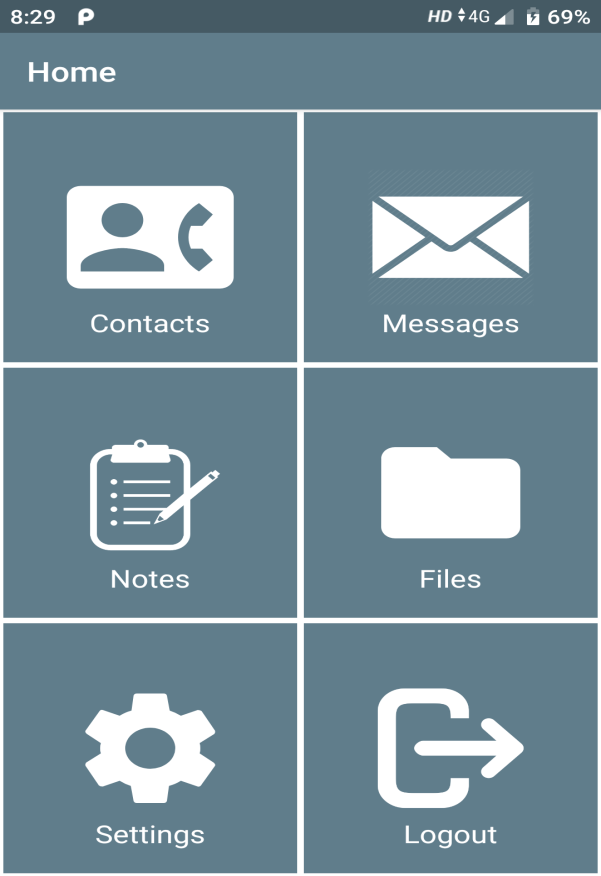 8:29 HD 4G 69%
Home
Contacts Messages
Notes Files
Settings Logout